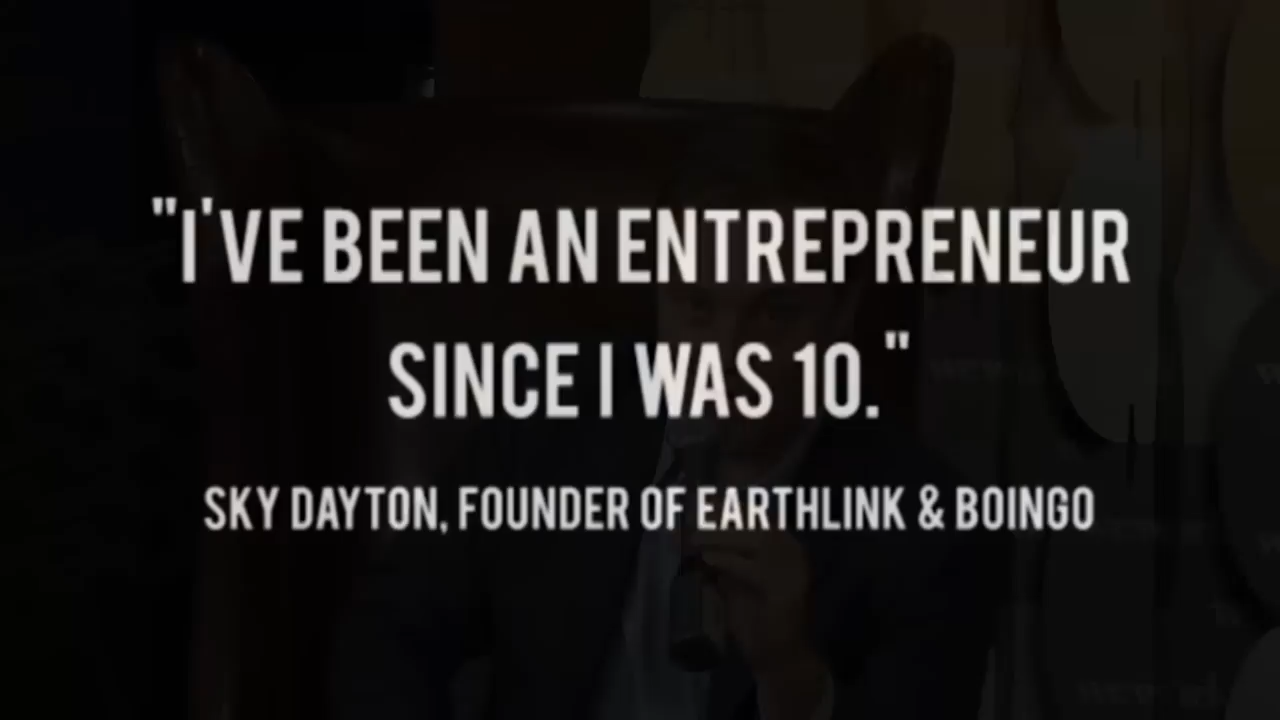 "I'VE BEEN AN ENTREPRENEUR
SINCE I WAS 10."
SKY DAYTON, FOUNDER OF EARTHLINK & BOINGO